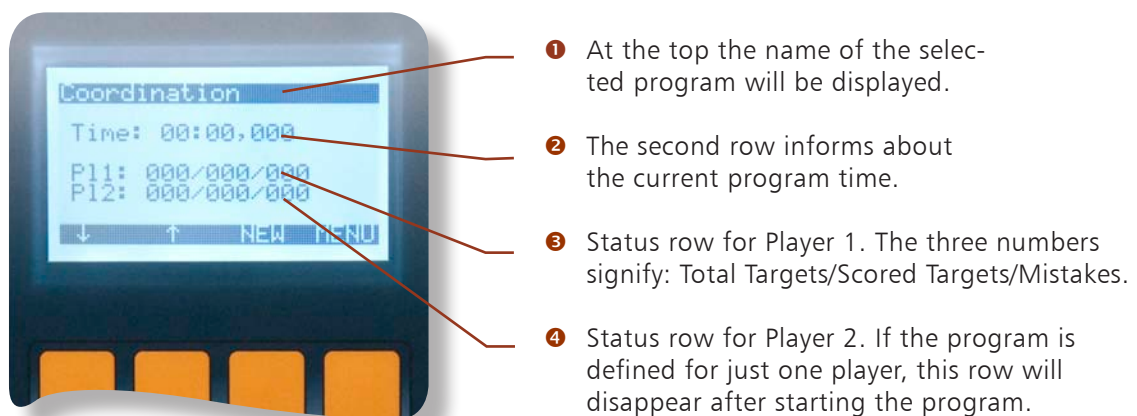 Coordination
Time: 00:00,000
Pl1: 000/000/000
Pl2: 000/000/000
↓ ↑ NEW MENU
❶ At the top the name of the selec-
ted program will be displayed.
❷ The second row informs about
the current program time.
❸ Status row for Player 1. The three numbers
signify: Total Targets/Scored Targets/Mistakes.
❹ Status row for Player 2. If the program is
defined for just one player, this row will
disappear after starting the program.